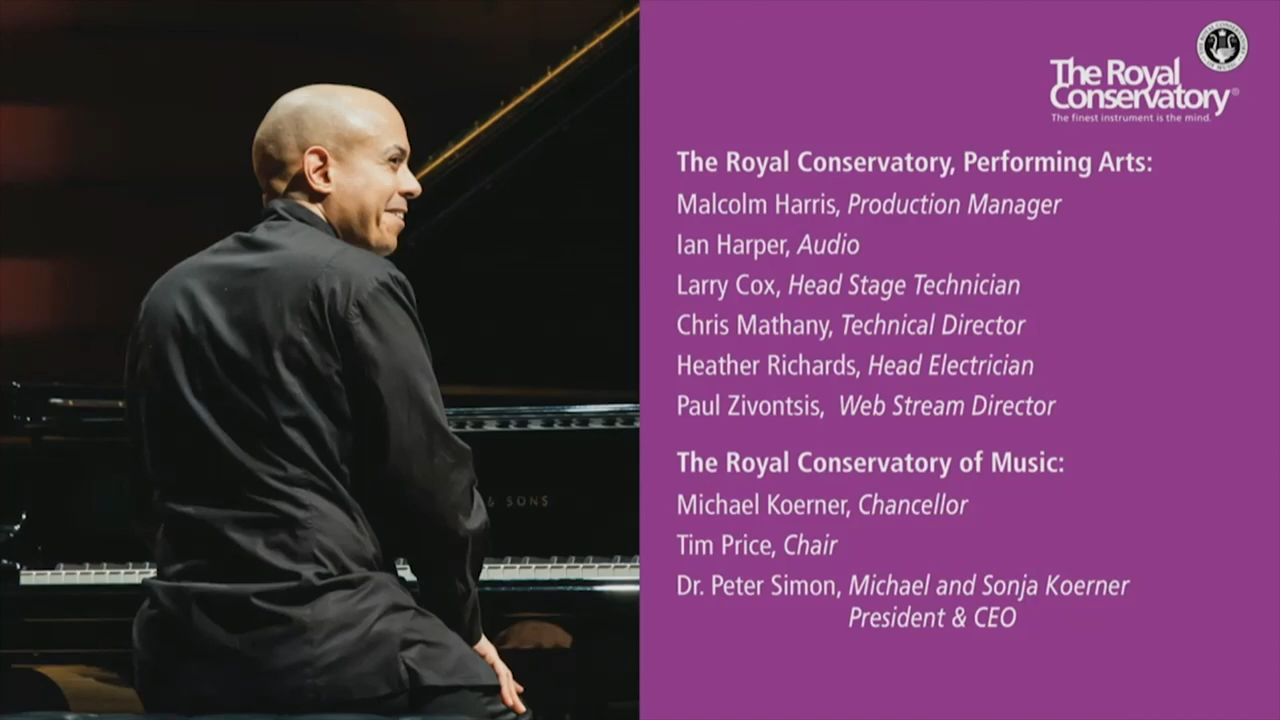 The Royal
Conservatory®
The finest instrument is the mind.
The Royal Conservatory, Performing Arts:
Malcolm Harris, Production Manager
Ian Harper, Audio
Larry Cox, Head Stage Technician
Chris Mathany, Technical Director
Heather Richards, Head Electrician
Paul Zivontsis, Web Stream Director
& SONS
The Royal Conservatory of Music:
Michael Koerner, Chancellor
Tim Price, Chair
Dr. Peter Simon, Michael and Sonja Koerner
President & CEO